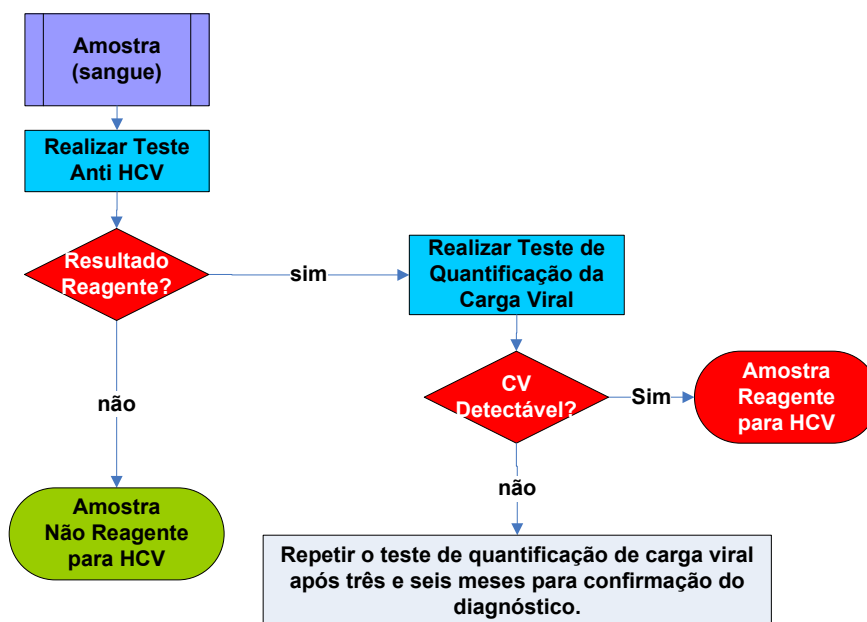 Amostra
(sangue)
Realizar Teste
Anti HCV
Resultado
Reagente?
sim
Realizar Teste de
Quantificação da
Carga Viral
CV
Detectável?
Sim
Amostra
Reagente
para HCV
não
não
Amostra
Não Reagente
para HCV
Repetir o teste de quantificação de carga viral
após três e seis meses para confirmação do
diagnóstico.